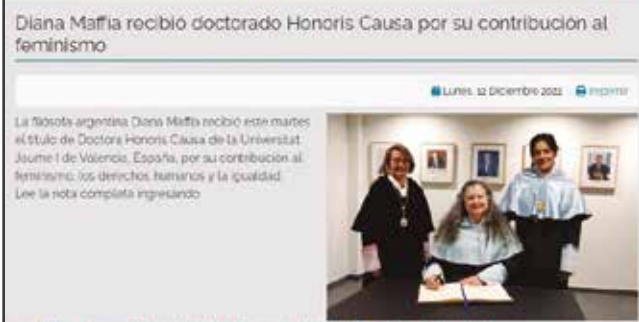 Diana Maffia recibió doctorado Honoris Causa por su contribución al
feminismo
Lunes, 12 Diciembre 2022 Imprimir
La filósofa argentina Diana Maffia recibió este martes
el título de Doctora Honoris Causa de la Universitat
Jaume I de Valencia, España, por su contribución al
feminismo, los derechos humanos y la igualdad.
Lee la nota completa ingresando